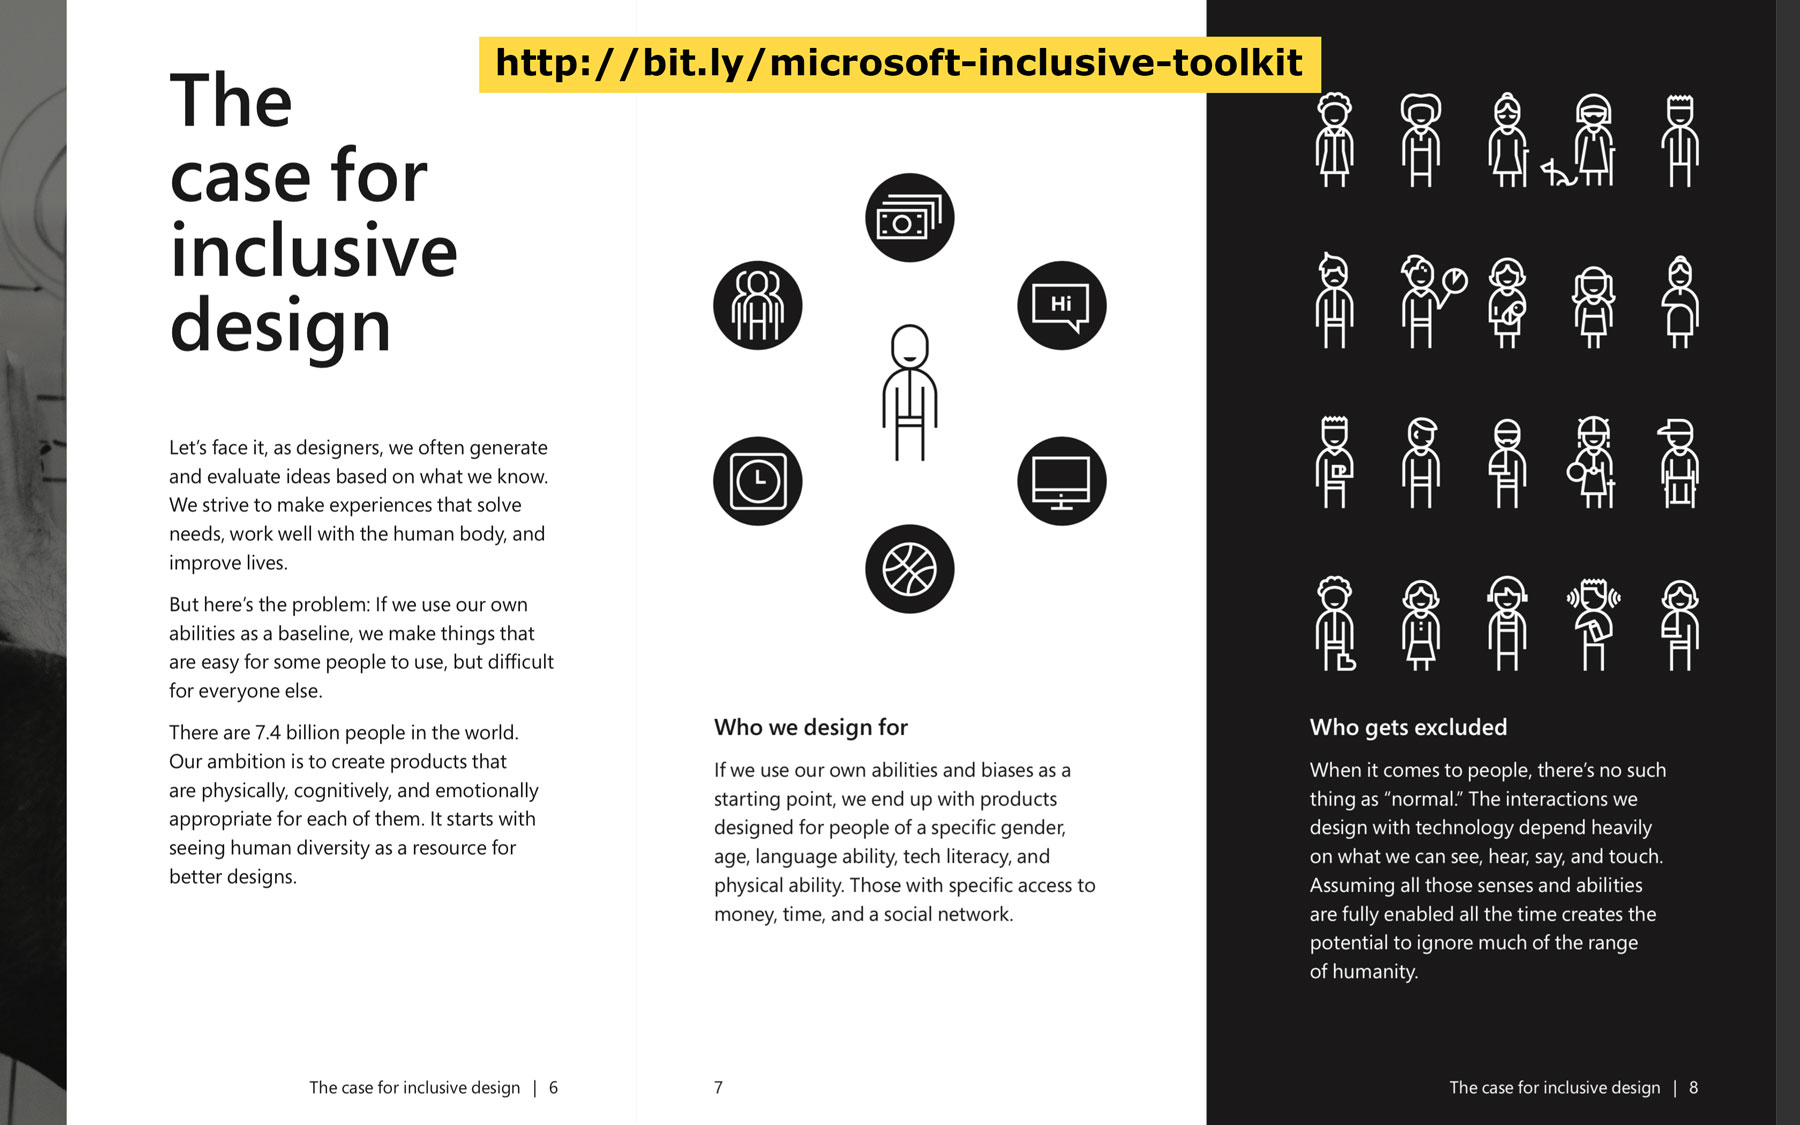 http://bit.ly/microsoft-inclusive-toolkit
The
case for
inclusive
design
Let’s face it, as designers, we often generate
and evaluate ideas based on what we know.
We strive to make experiences that solve
needs, work well with the human body, and
improve lives.
But here’s the problem: If we use our own
abilities as a baseline, we make things that
are easy for some people to use, but difficult
for everyone else.
There are 7.4 billion people in the world.
Our ambition is to create products that
are physically, cognitively, and emotionally
appropriate for each of them. It starts with
seeing human diversity as a resource for
better designs.
The case for inclusive design | 6
Hi
Who we design for
If we use our own abilities and biases as a
starting point, we end up with products
designed for people of a specific gender,
age, language ability, tech literacy, and
physical ability. Those with specific access to
money, time, and a social network.
7
Who gets excluded
When it comes to people, there’s no such
thing as “normal.” The interactions we
design with technology depend heavily
on what we can see, hear, say, and touch.
Assuming all those senses and abilities
are fully enabled all the time creates the
potential to ignore much of the range
of humanity.
The case for inclusive design | 8